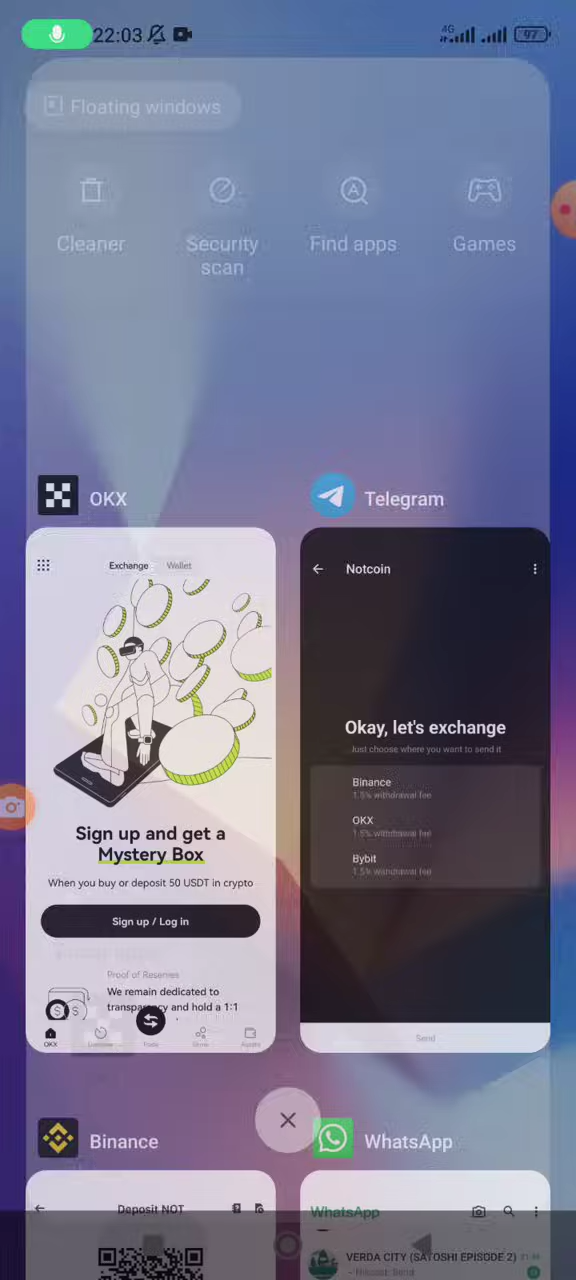 22:03
4G
97
Floating windows
Cleaner
Security scan
Find apps
Games
OKX
Telegram
Exchange Wallet
Sign up and get a
Mystery Box
When you buy or deposit 50 USDT in crypto
Sign up / Log in
Proof of Reserves
We remain dedicated to
transparency and hold a 1:1
OKX
Trade
Assets
Notcoin
Okay, let's exchange
Just choose where you want to send it
Binance
1.5% withdrawal fee
OKX
1.5% withdrawal fee
Bybit
1.5% withdrawal fee
Send
Binance
WhatsApp
Deposit NOT
WhatsApp
VERDA CITY (SATOSHI EPISODE 2)